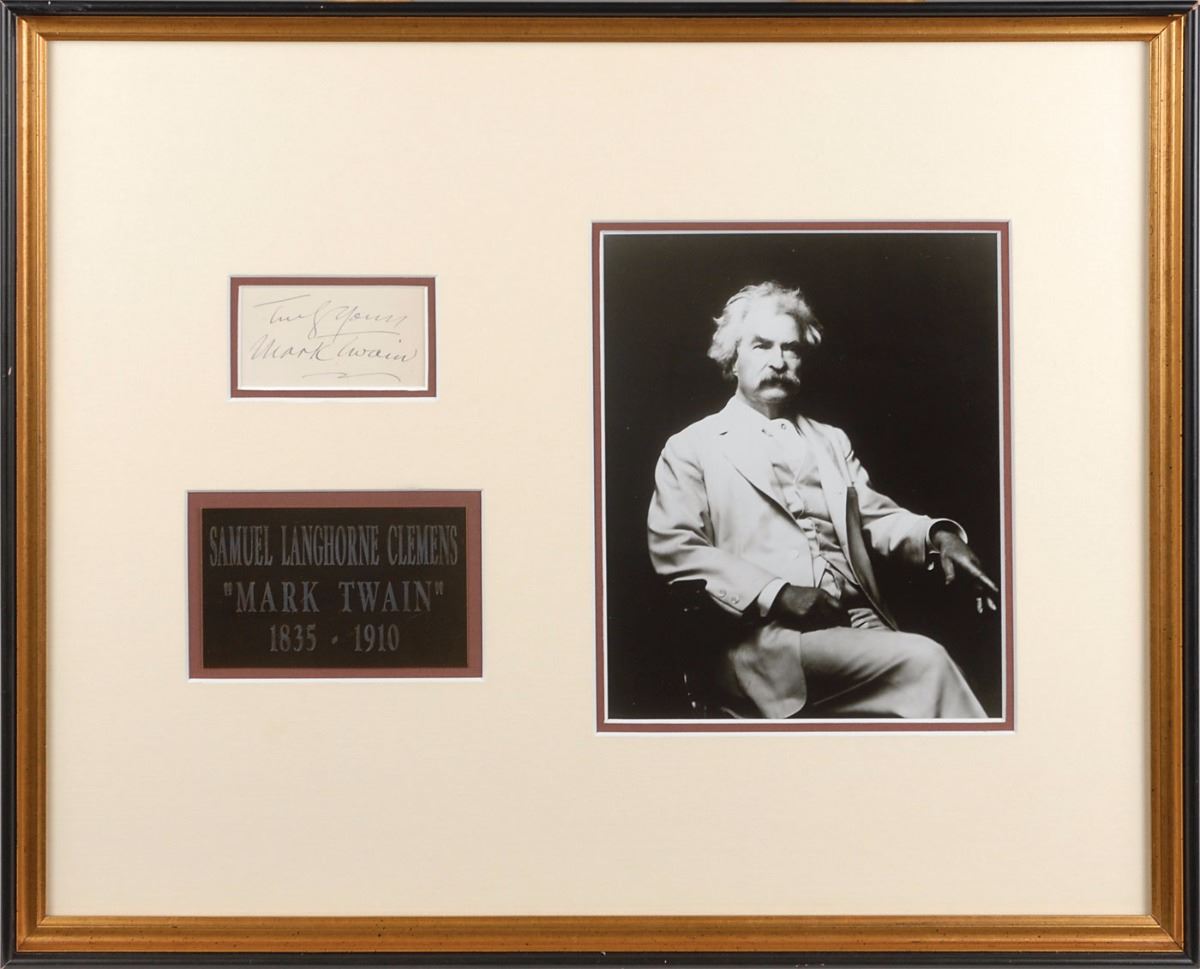 Truly Yours
Mark Twain
SAMUEL LANGHORNE CLEMENS
"MARK TWAIN"
1835 - 1910